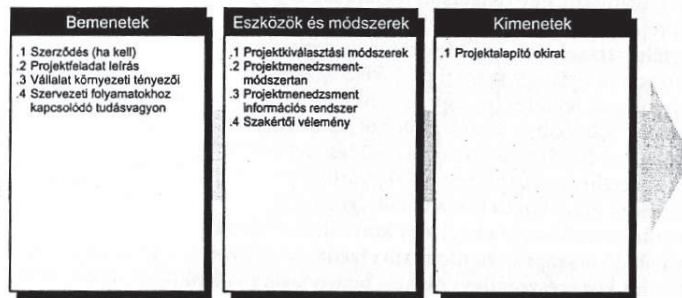 Bemenetek
.1 Szerződés (ha kell)
.2 Projektfeladat leírás
.3 Vállalat környezeti tényezői
.4 Szervezeti folyamatokhoz
kapcsolódó tudásvagyon
Eszközök és módszerek
.1 Projektkiválasztási módszerek
.2 Projektmenedzsment-
módszertan
.3 Projektmenedzsment
információs rendszer
.4 Szakértői vélemény
Kimenetek
.1 Projektalapító okirat